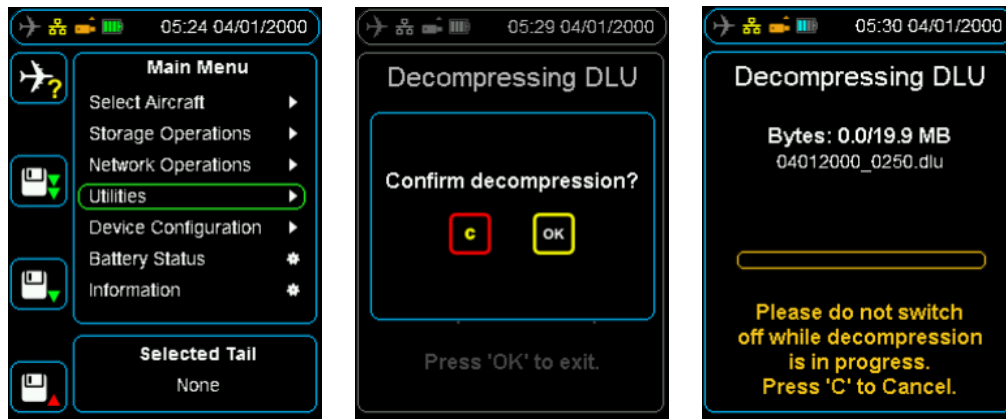 05:24 04/01/2000
Main Menu
Select Aircraft
Storage Operations
Network Operations
Utilities
Device Configuration
Battery Status
Information
Selected Tail
None
05:29 04/01/2000
Decompressing DLU
Confirm decompression?
C
OK
Press 'OK' to exit.
05:30 04/01/2000
Decompressing DLU
Bytes: 0.0/19.9 MB
04012000_0250.dlu
Please do not switch
off while decompression
is in progress.
Press 'C' to Cancel.